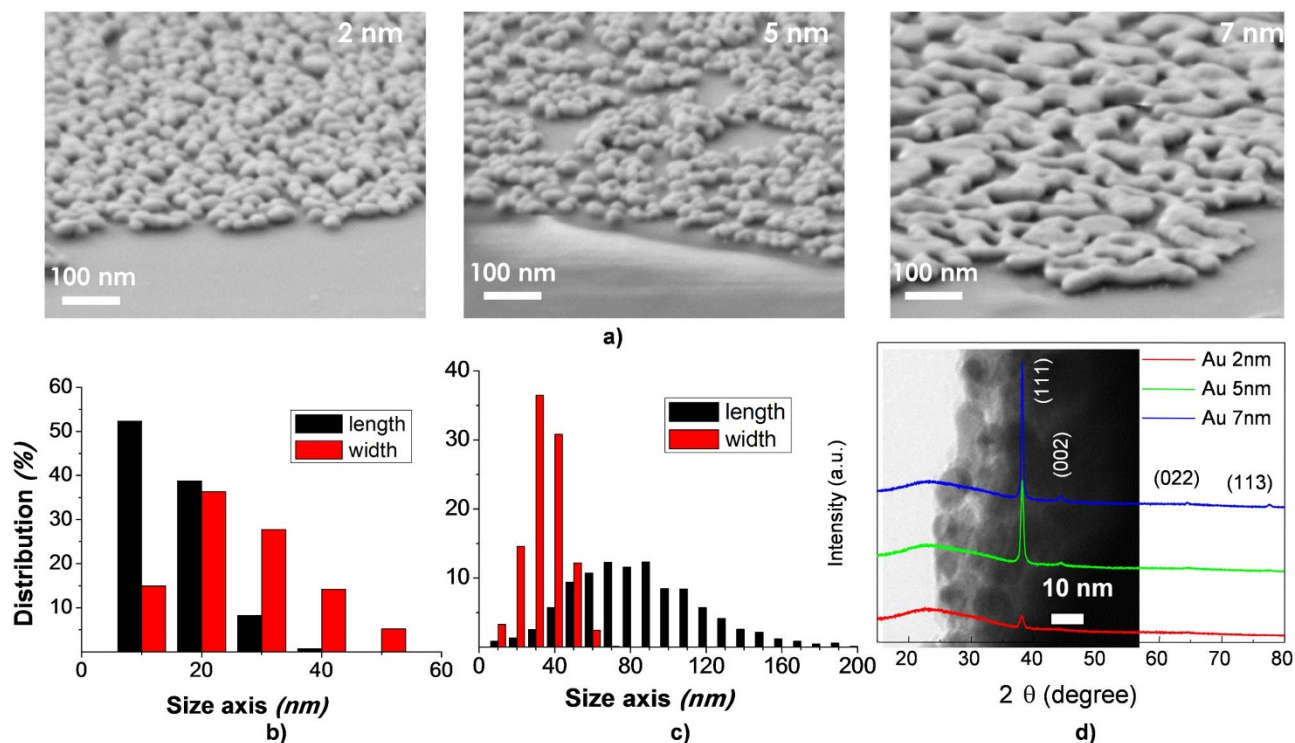 2 nm
5 nm
7 nm
100 nm
100 nm
100 nm
a)
60
50
40
30
20
10
0
20
40
60
Distribution (%)
Size axis (nm)
length
width
b)
40
30
20
10
0
0
40
80
120
160
200
Size axis (nm)
length
width
c)
Au 2nm
Au 5nm
Au 7nm
(111)
(002)
(022)
(113)
Intensity (a.u.)
10 nm
20
30
40
50
60
70
80
2 θ (degree)
d)